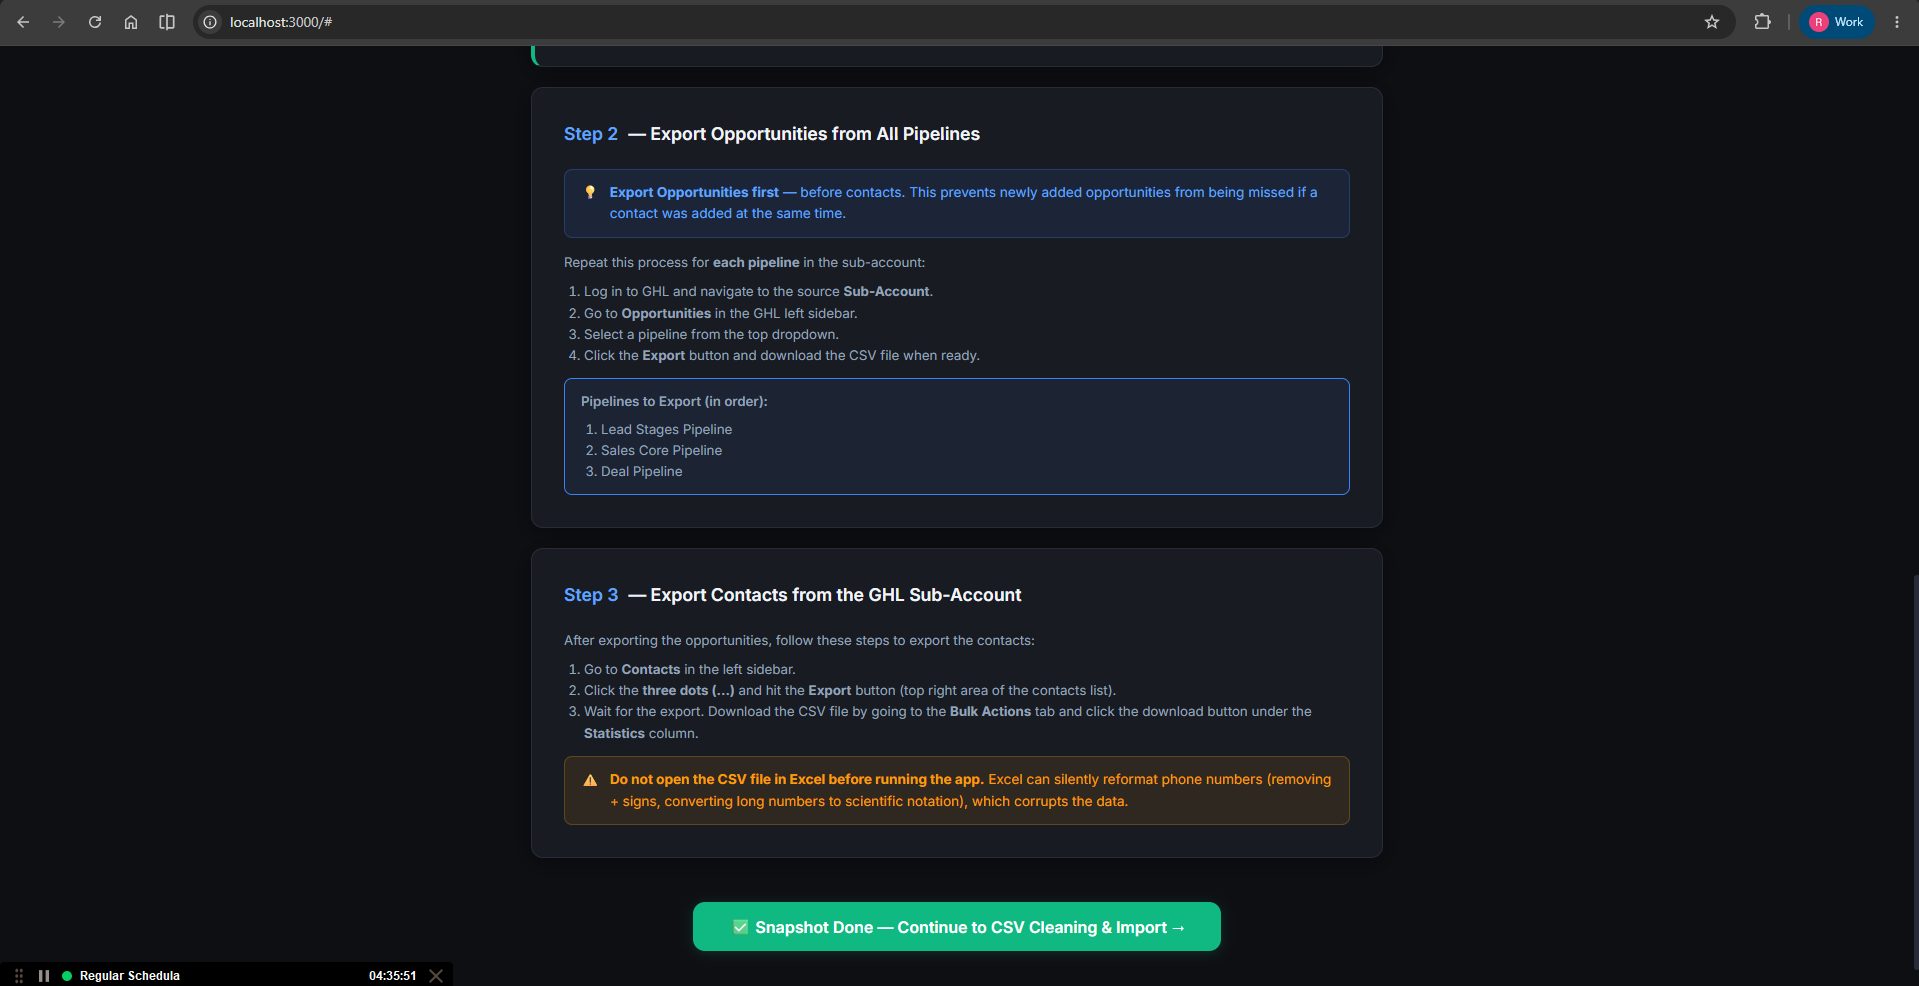 localhost:3000/#
R Work
Step 2 — Export Opportunities from All Pipelines
💡 Export Opportunities first — before contacts. This prevents newly added opportunities from being missed if a
contact was added at the same time.
Repeat this process for each pipeline in the sub-account:
1. Log in to GHL and navigate to the source Sub-Account.
2. Go to Opportunities in the GHL left sidebar.
3. Select a pipeline from the top dropdown.
4. Click the Export button and download the CSV file when ready.
Pipelines to Export (in order):
1. Lead Stages Pipeline
2. Sales Core Pipeline
3. Deal Pipeline
Step 3 — Export Contacts from the GHL Sub-Account
After exporting the opportunities, follow these steps to export the contacts:
1. Go to Contacts in the left sidebar.
2. Click the three dots (...) and hit the Export button (top right area of the contacts list).
3. Wait for the export. Download the CSV file by going to the Bulk Actions tab and click the download button under the
Statistics column.
⚠ Do not open the CSV file in Excel before running the app. Excel can silently reformat phone numbers (removing
+ signs, converting long numbers to scientific notation), which corrupts the data.
✅ Snapshot Done — Continue to CSV Cleaning & Import →
Regular Schedula 04:35:51